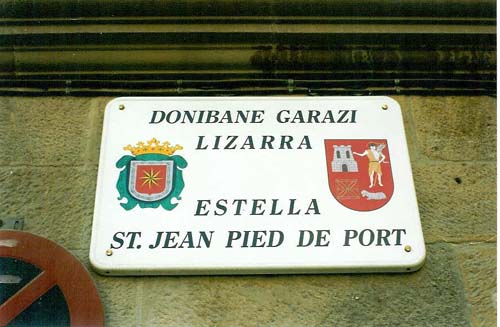 DONIBANE GARAZI
LIZARRA
ESTELLA
ST. JEAN PIED DE PORT